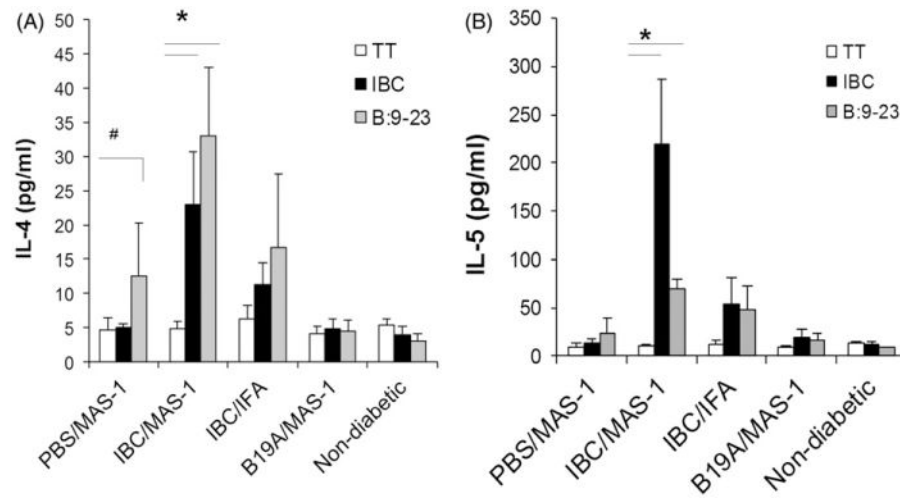 (A)
IL-4 (pg/ml)
50
45
40
35
30
25
20
15
10
5
0
*
#
TT
IBC
B:9-23
PBS/MAS-1
IBC/MAS-1
IBC/IFA
B19A/MAS-1
Non-diabetic
(B)
IL-5 (pg/ml)
350
300
250
200
150
100
50
0
*
TT
IBC
B:9-23
PBS/MAS-1
IBC/MAS-1
IBC/IFA
B19A/MAS-1
Non-diabetic